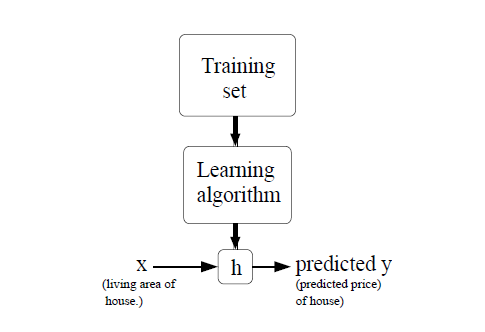 Training
set
Learning
algorithm
x
h
predicted y
(living area of
house.)
(predicted price)
of house)